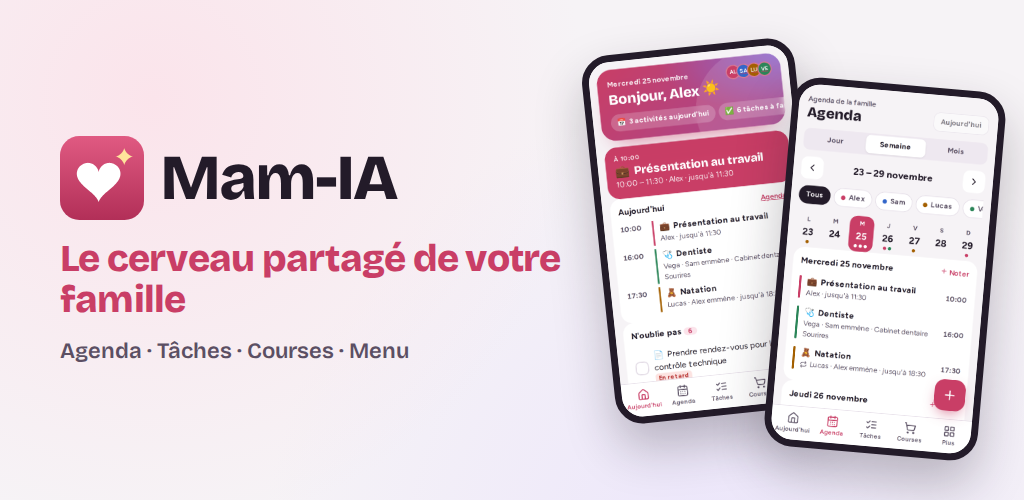 Mam-IA
Le cerveau partagé de votre
famille
Agenda · Tâches · Courses · Menu
Mercredi 25 novembre
AL SA LU VE
Bonjour, Alex ☀️
📅 3 activités aujourd'hui
✅ 6 tâches à fa
À 10:00
💼 Présentation au travail
10:00 – 11:30 · Alex · jusqu'à 11:30
Aujourd'hui
Agend
10:00 💼 Présentation au travail
Alex · jusqu'à 11:30
16:00 🩺 Dentiste
Vega · Sam emmène · Cabinet denta
Sourires
17:30 🧸 Natation
Lucas · Alex emmène · jusqu'à 18:
N'oublie pas 6
📄 Prendre rendez-vous pour
contrôle technique
En retard
Aujourd'hui Agenda Tâches Cours
Agenda de la famille
Agenda
Aujourd'hui
Jour Semaine Mois
23 – 29 novembre
Tous Alex Sam Lucas V
L M M J V S D
23 24 25 26 27 28 29
Mercredi 25 novembre
+ Noter
💼 Présentation au travail 10:00
Alex · jusqu'à 11:30
🩺 Dentiste 16:00
Vega · Sam emmène · Cabinet dentaire
Sourires
🧸 Natation 17:30
Lucas · Alex emmène · jusqu'à 18:30
Jeudi 26 novembre
+
Aujourd'hui Agenda Tâches Courses Plus